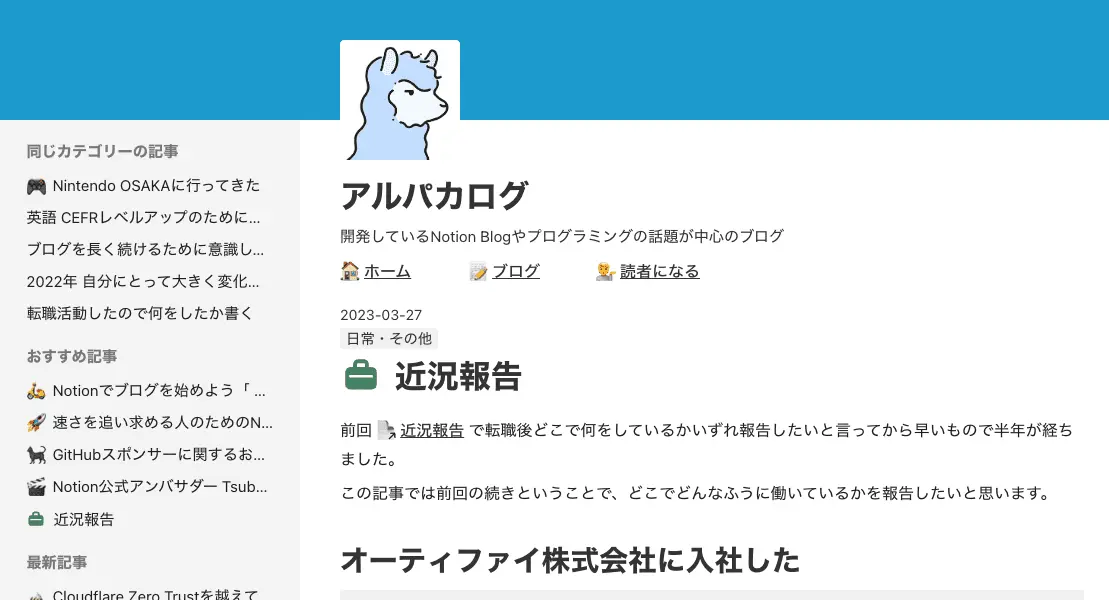 同じカテゴリーの記事
Nintendo OSAKAに行ってきた
英語 CEFRレベルアップのために…
ブログを長く続けるために意識し…
2022年 自分にとって大きく変化…
転職活動したので何をしたか書く
おすすめ記事
Notionでブログを始めよう「 …
速さを追い求める人のためのN…
GitHubスポンサーに関するお…
Notion公式アンバサダー Tsub…
近況報告
最新記事
Cloudflare Zero Trustを越えて
アルパカログ
開発しているNotion Blogやプログラミングの話題が中心のブログ
ホーム ブログ 読者になる
2023-03-27
日常・その他
近況報告
前回 近況報告 で転職後どこで何をしているかいずれ報告したいと言ってから早いもので半年が経ち
ました。
この記事では前回の続きということで、どこでどんなふうに働いているかを報告したいと思います。
オーティファイ株式会社に入社した